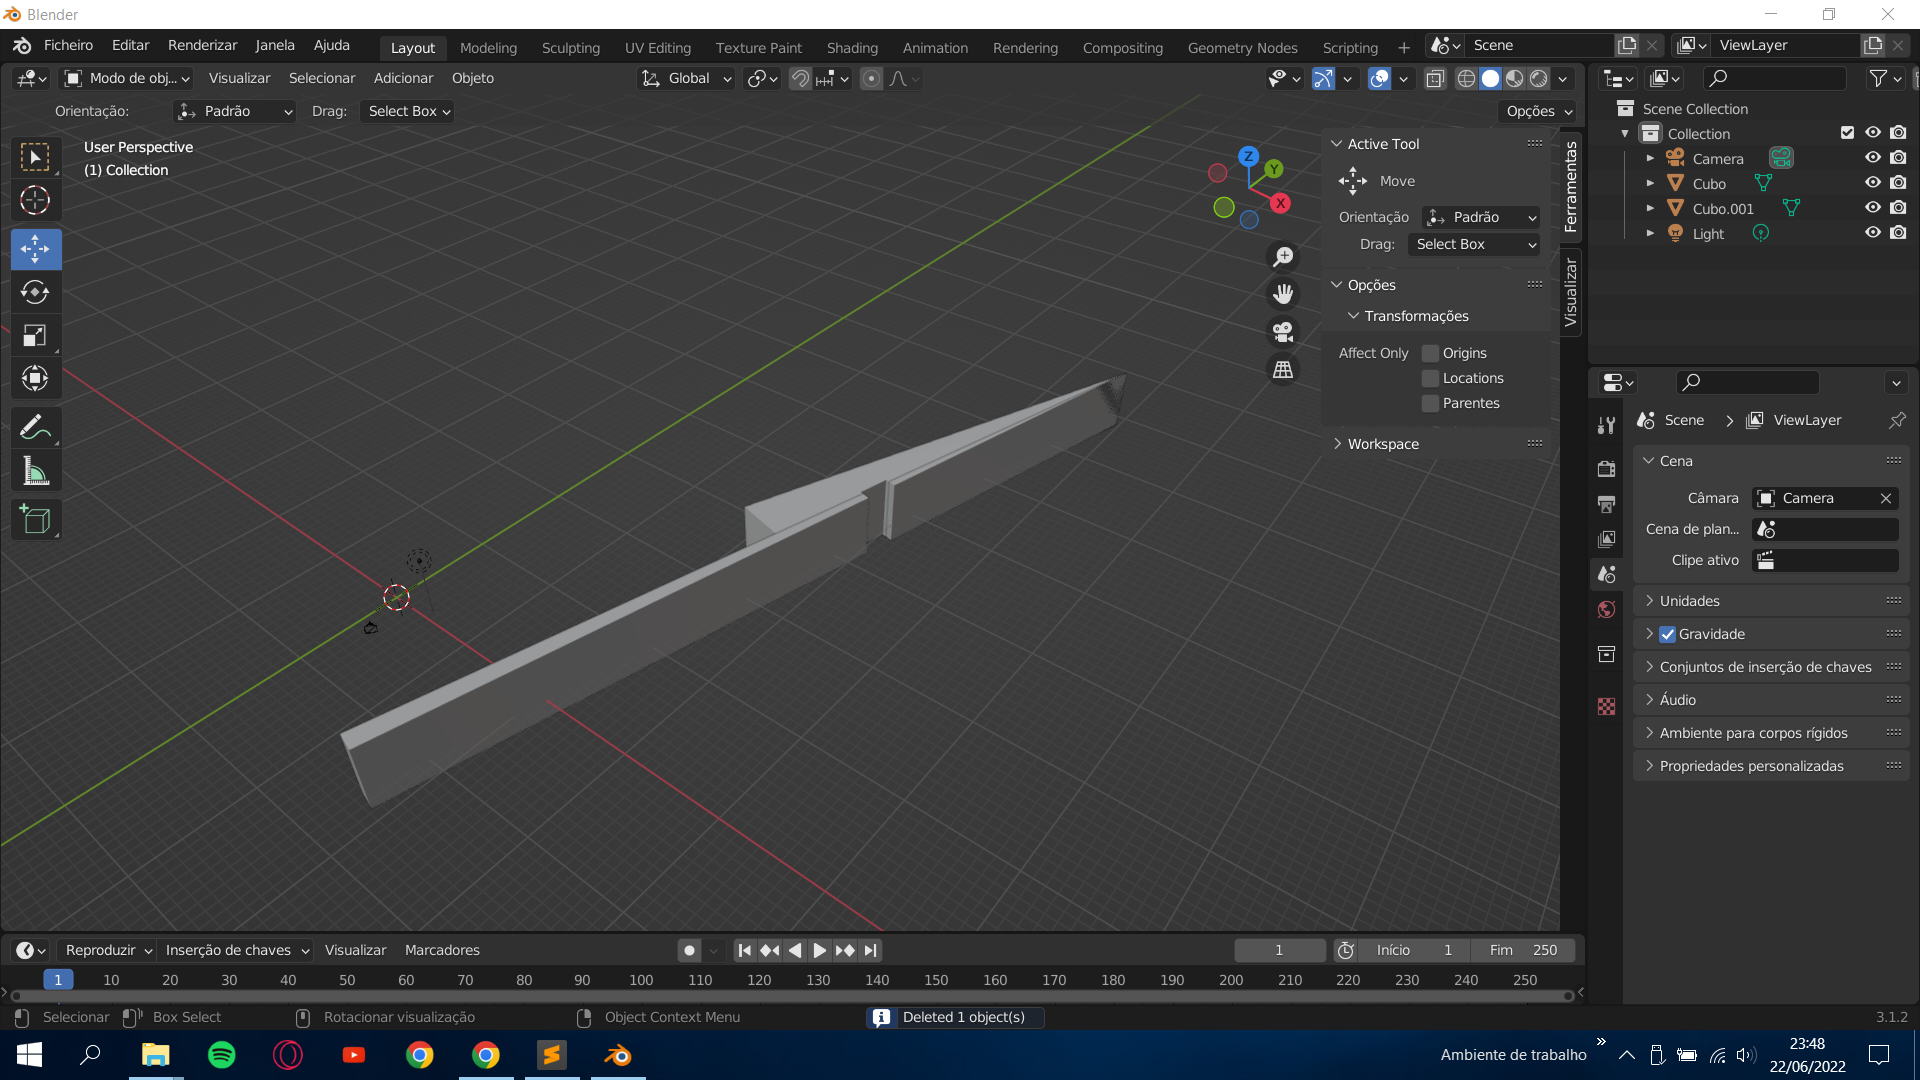 Blender
Ficheiro Editar Renderizar Janela Ajuda Layout Modeling Sculpting UV Editing Texture Paint Shading Animation Rendering Compositing Geometry Nodes Scripting + Scene ViewLayer
Modo de obj... Visualizar Selecionar Adicionar Objeto Global
Orientação: Padrão Drag: Select Box Opções
User Perspective
(1) Collection
Z
Y
X
Active Tool
Move
Orientação Padrão
Drag: Select Box
Opções
Transformações
Affect Only Origins
Locations
Parentes
Workspace
Ferramentas
Visualizar
Scene Collection
Collection
Camera
Cubo
Cubo.001
Light
Scene ViewLayer
Cena
Câmara Camera
Cena de plan...
Clipe ativo
Unidades
Gravidade
Conjuntos de inserção de chaves
Áudio
Ambiente para corpos rígidos
Propriedades personalizadas
Reproduzir Inserção de chaves Visualizar Marcadores 1 Início 1 Fim 250
1 10 20 30 40 50 60 70 80 90 100 110 120 130 140 150 160 170 180 190 200 210 220 230 240 250
Selecionar Box Select Rotacionar visualização Object Context Menu Deleted 1 object(s) 3.1.2
Ambiente de trabalho » 23:48
22/06/2022